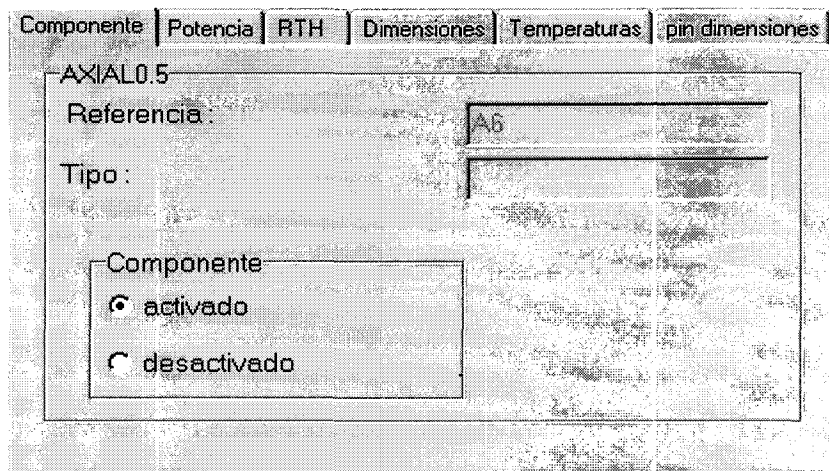 Componente Potencia RTH Dimensiones Temperaturas pin dimensiones
AXIAL0.5
Referencia : A6
Tipo :
Componente
activado
desactivado